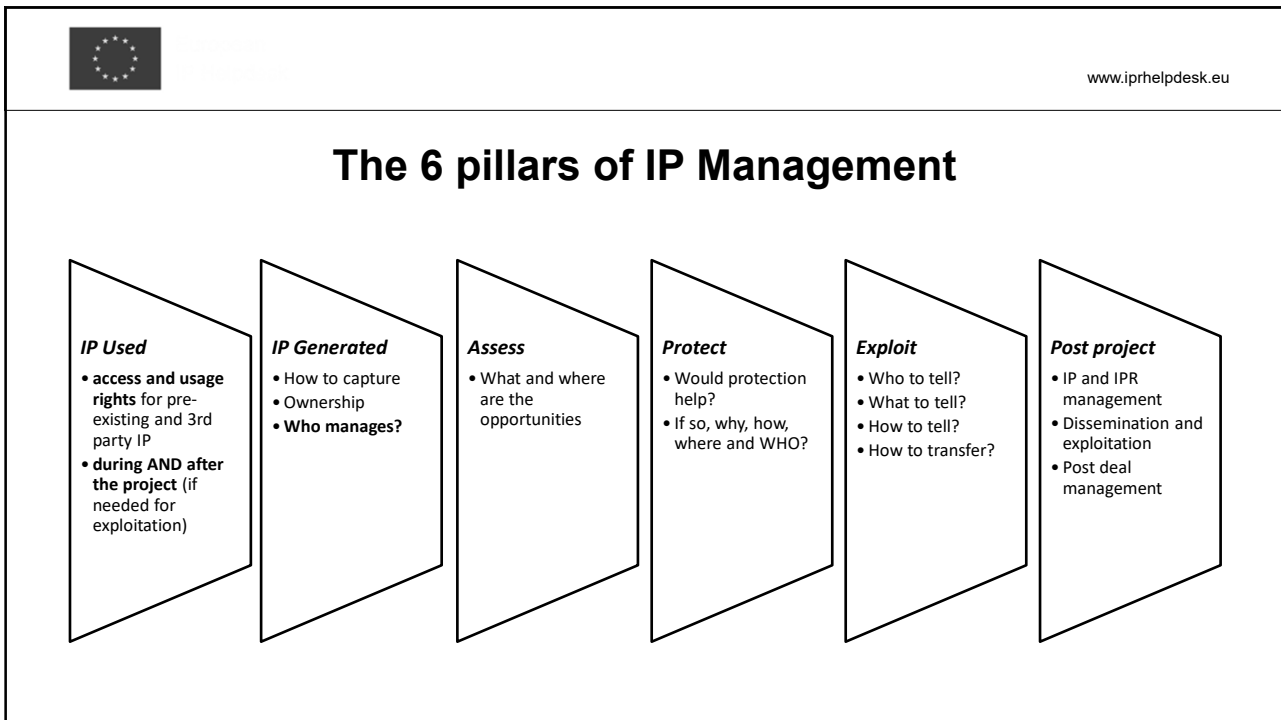 www.iprhelpdesk.eu
The 6 pillars of IP Management
IP Used
• access and usage
rights for pre-
existing and 3rd
party IP
• during AND after
the project (if
needed for
exploitation)
IP Generated
• How to capture
• Ownership
• Who manages?
Assess
• What and where
are the
opportunities
Protect
• Would protection
help?
• If so, why, how,
where and WHO?
Exploit
• Who to tell?
• What to tell?
• How to tell?
• How to transfer?
Post project
• IP and IPR
management
• Dissemination and
exploitation
• Post deal
management